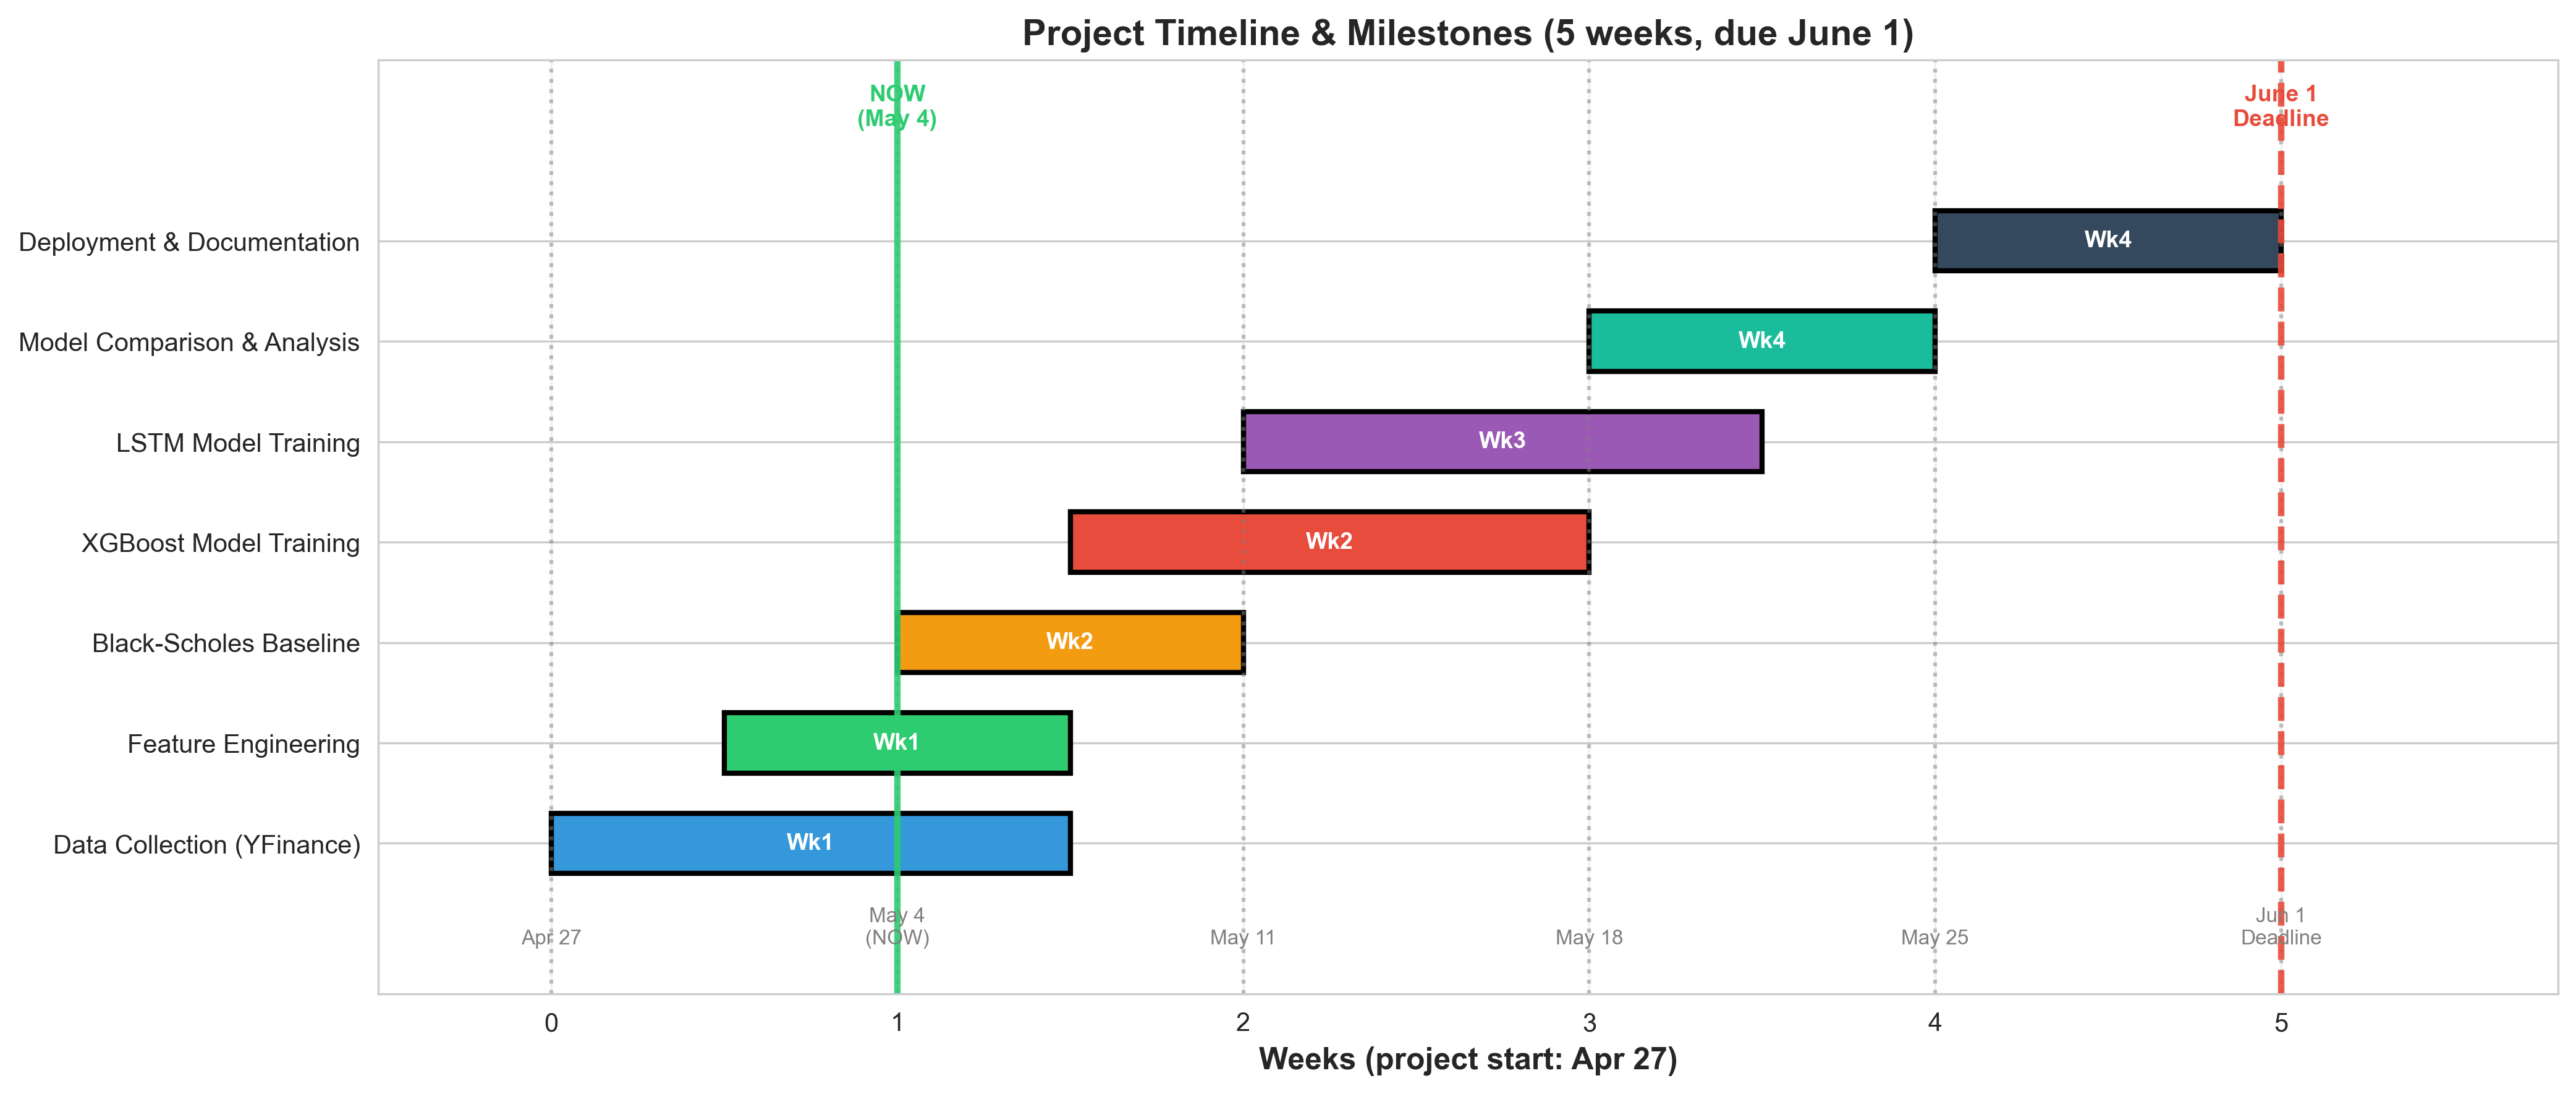 Project Timeline & Milestones (5 weeks, due June 1)
NOW
(May 4)
June 1
Deadline
Deployment & Documentation
Wk4
Model Comparison & Analysis
Wk4
LSTM Model Training
Wk3
XGBoost Model Training
Wk2
Black-Scholes Baseline
Wk2
Feature Engineering
Wk1
Data Collection (YFinance)
Wk1
Apr 27
May 4
(NOW)
May 11
May 18
May 25
Jun 1
Deadline
0
1
2
3
4
5
Weeks (project start: Apr 27)